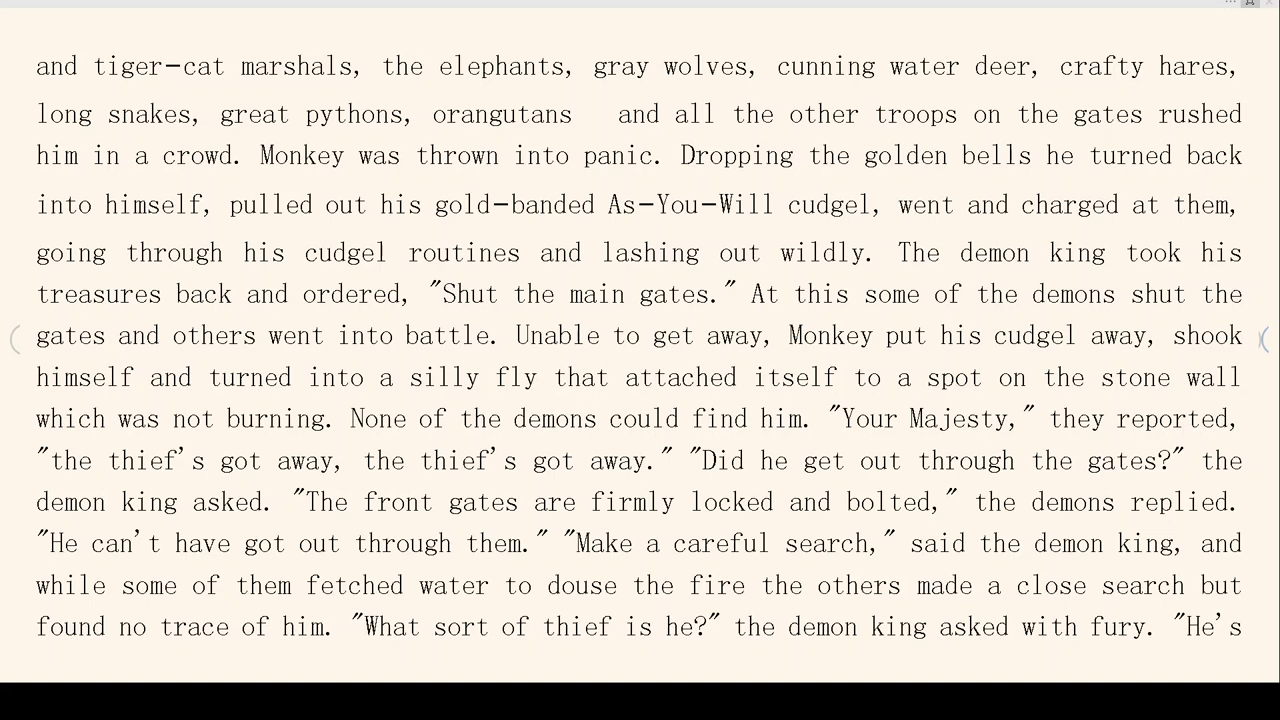 and tiger-cat marshals, the elephants, gray wolves, cunning water deer, crafty hares,
long snakes, great pythons, orangutans and all the other troops on the gates rushed
him in a crowd. Monkey was thrown into panic. Dropping the golden bells he turned back
into himself, pulled out his gold-banded As-You-Will cudgel, went and charged at them,
going through his cudgel routines and lashing out wildly. The demon king took his
treasures back and ordered, "Shut the main gates." At this some of the demons shut the
gates and others went into battle. Unable to get away, Monkey put his cudgel away, shook
himself and turned into a silly fly that attached itself to a spot on the stone wall
which was not burning. None of the demons could find him. "Your Majesty," they reported,
"the thief's got away, the thief's got away." "Did he get out through the gates?" the
demon king asked. "The front gates are firmly locked and bolted," the demons replied.
"He can't have got out through them." "Make a careful search," said the demon king, and
while some of them fetched water to douse the fire the others made a close search but
found no trace of him. "What sort of thief is he?" the demon king asked with fury. "He's